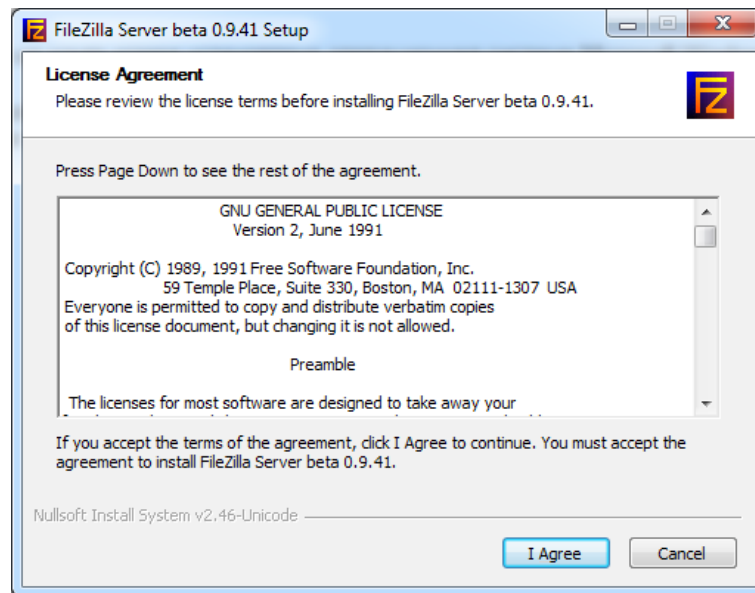 FileZilla Server beta 0.9.41 Setup
License Agreement
Please review the license terms before installing FileZilla Server beta 0.9.41.
FZ
Press Page Down to see the rest of the agreement.
GNU GENERAL PUBLIC LICENSE
Version 2, June 1991
Copyright (C) 1989, 1991 Free Software Foundation, Inc.
59 Temple Place, Suite 330, Boston, MA  02111-1307  USA
Everyone is permitted to copy and distribute verbatim copies
of this license document, but changing it is not allowed.
Preamble
The licenses for most software are designed to take away your
If you accept the terms of the agreement, click I Agree to continue. You must accept the
agreement to install FileZilla Server beta 0.9.41.
Nullsoft Install System v2.46-Unicode
I Agree
Cancel